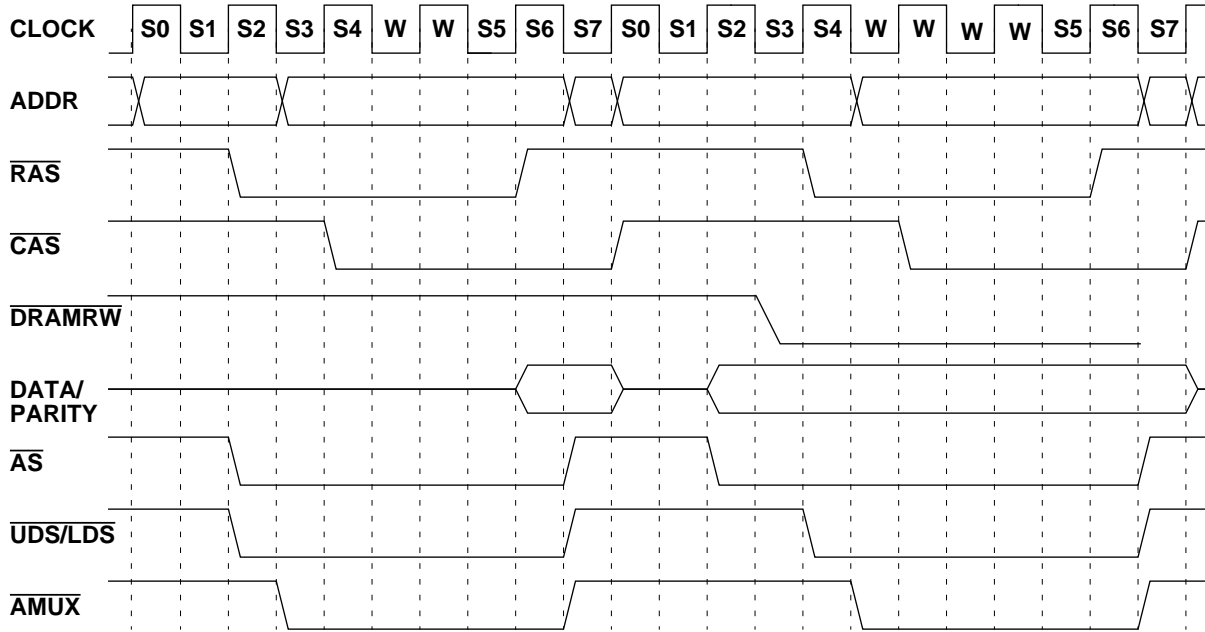 CLOCK S0 S1 S2 S3 S4 W W S5 S6 S7 S0 S1 S2 S3 S4 W W W W S5 S6 S7
ADDR
RAS
CAS
DRAMRW
DATA/
PARITY
AS
UDS/LDS
AMUX